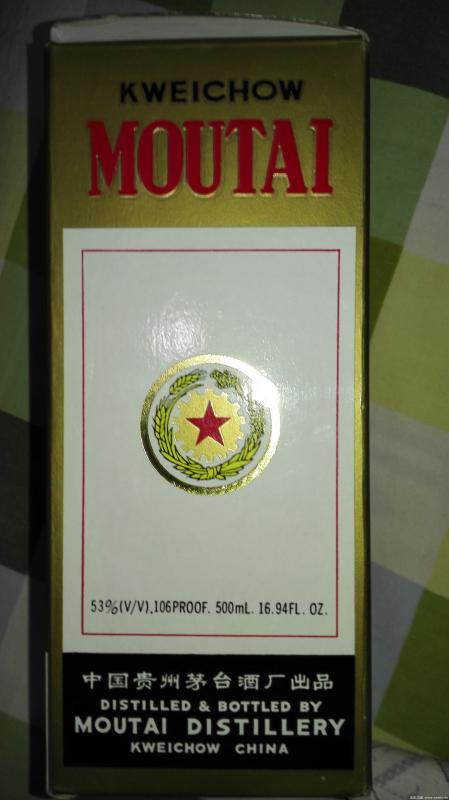 KWEICHOW
MOUTAI
53%(V/V).106PROOF. 500mL. 16.94FL. OZ.
中国贵州茅台酒厂出品
DISTILLED & BOTTLED BY
MOUTAI DISTILLERY
KWEICHOW CHINA